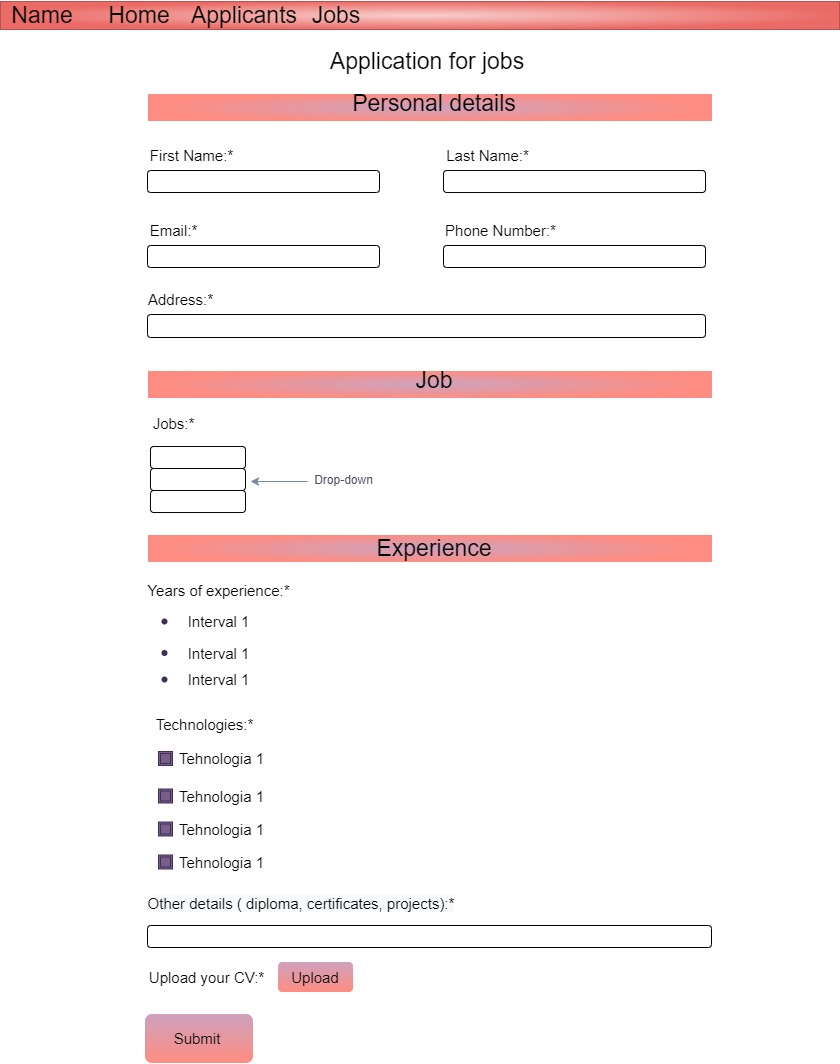 Name Home Applicants Jobs
Application for jobs
Personal details
First Name:* Last Name:*
Email:* Phone Number:*
Address:*
Job
Jobs:*
Drop-down
Experience
Years of experience:*
Interval 1
Interval 1
Interval 1
Technologies:*
Tehnologia 1
Tehnologia 1
Tehnologia 1
Tehnologia 1
Other details ( diploma, certificates, projects):*
Upload your CV:* Upload
Submit